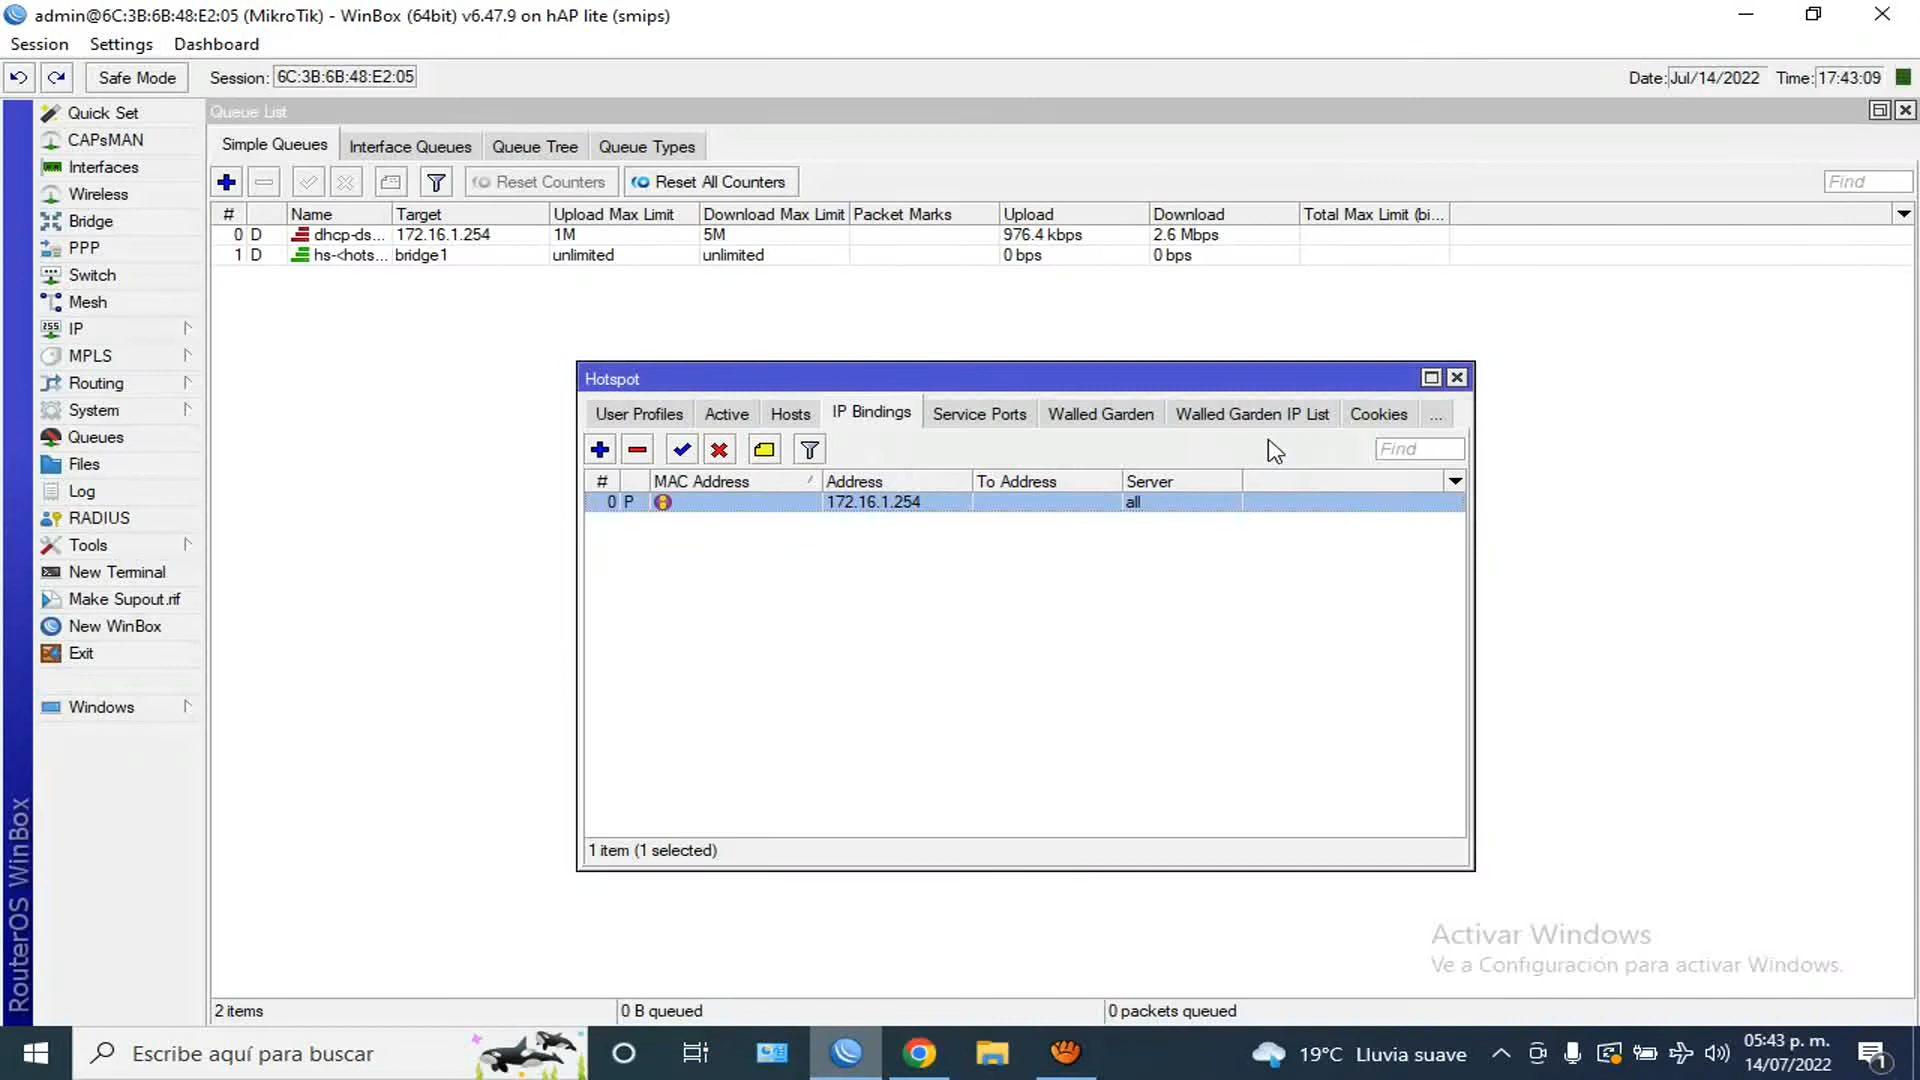 admin@6C:3B:6B:48:E2:05 (MikroTik) - WinBox (64bit) v6.47.9 on hAP lite (smips)
Session Settings Dashboard
Safe Mode Session: 6C:3B:6B:48:E2:05 Date: Jul/14/2022 Time: 17:43:09
Quick Set
CAPsMAN
Interfaces
Wireless
Bridge
PPP
Switch
Mesh
IP
MPLS
Routing
System
Queues
Files
Log
RADIUS
Tools
New Terminal
Make Supout.rif
New WinBox
Exit
Windows
RouterOS WinBox
Queue List
Simple Queues Interface Queues Queue Tree Queue Types
Reset Counters Reset All Counters Find
# Name Target Upload Max Limit Download Max Limit Packet Marks Upload Download Total Max Limit (bi...
0 D dhcp-ds... 172.16.1.254 1M 5M 976.4 kbps 2.6 Mbps
1 D hs-<hots... bridge1 unlimited unlimited 0 bps 0 bps
Hotspot
User Profiles Active Hosts IP Bindings Service Ports Walled Garden Walled Garden IP List Cookies ...
Find
# MAC Address Address To Address Server
0 P 172.16.1.254 all
1 item (1 selected)
Activar Windows
Ve a Configuración para activar Windows.
2 items 0 B queued 0 packets queued
Escribe aquí para buscar 19°C Lluvia suave 05:43 p. m.
14/07/2022
1